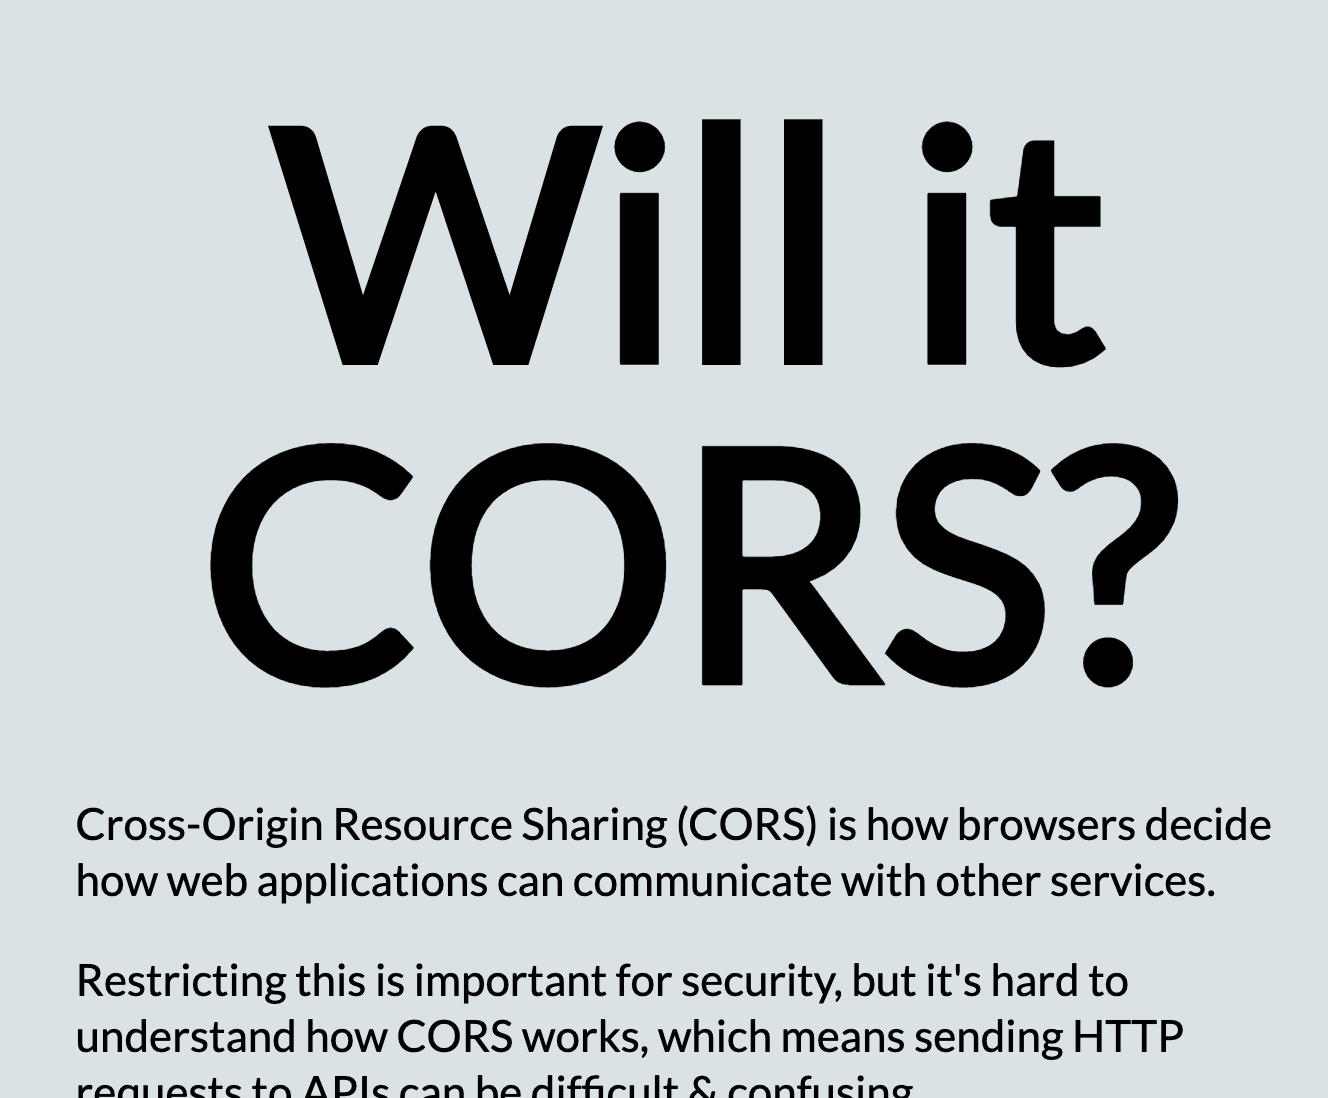 Will it
CORS?
Cross-Origin Resource Sharing (CORS) is how browsers decide
how web applications can communicate with other services.
Restricting this is important for security, but it's hard to
understand how CORS works, which means sending HTTP
requests to APIs can be difficult & confusing.